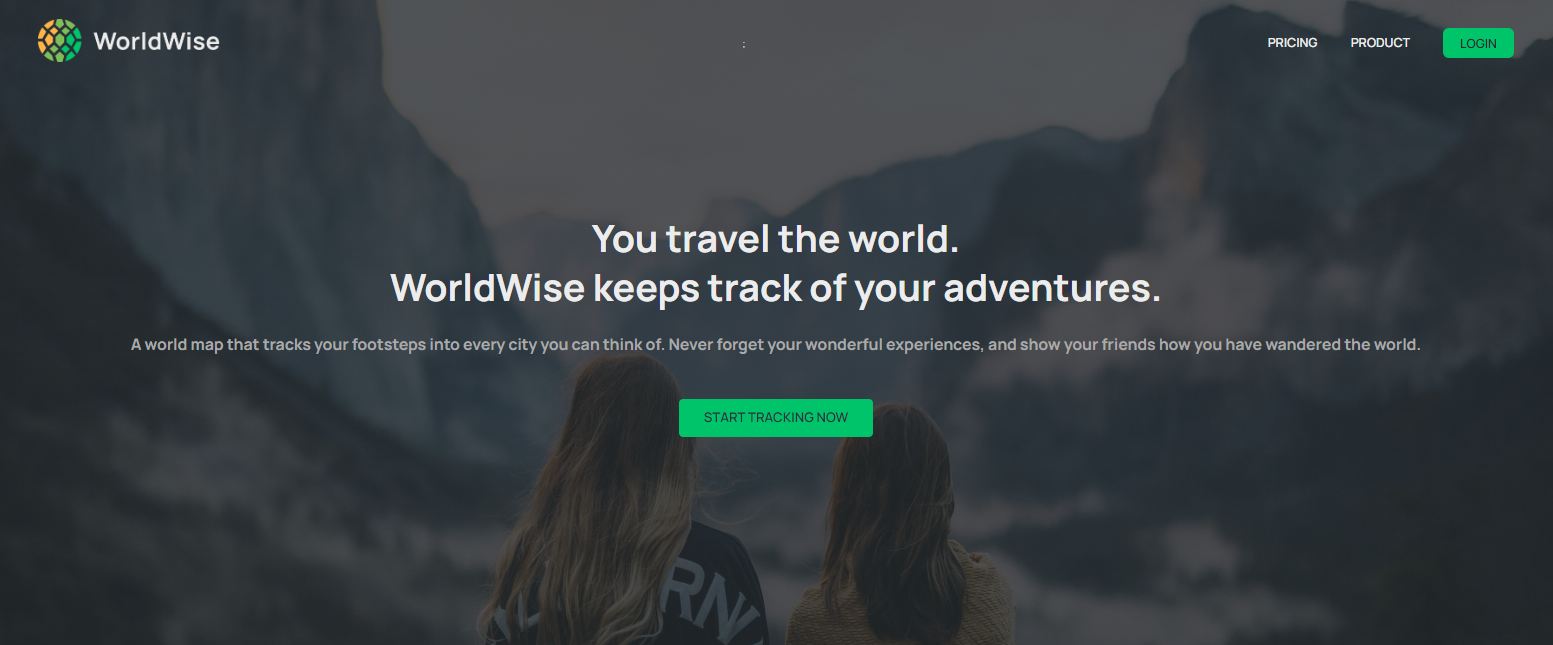 WorldWise
:
PRICING
PRODUCT
LOGIN
You travel the world.
WorldWise keeps track of your adventures.
A world map that tracks your footsteps into every city you can think of. Never forget your wonderful experiences, and show your friends how you have wandered the world.
START TRACKING NOW